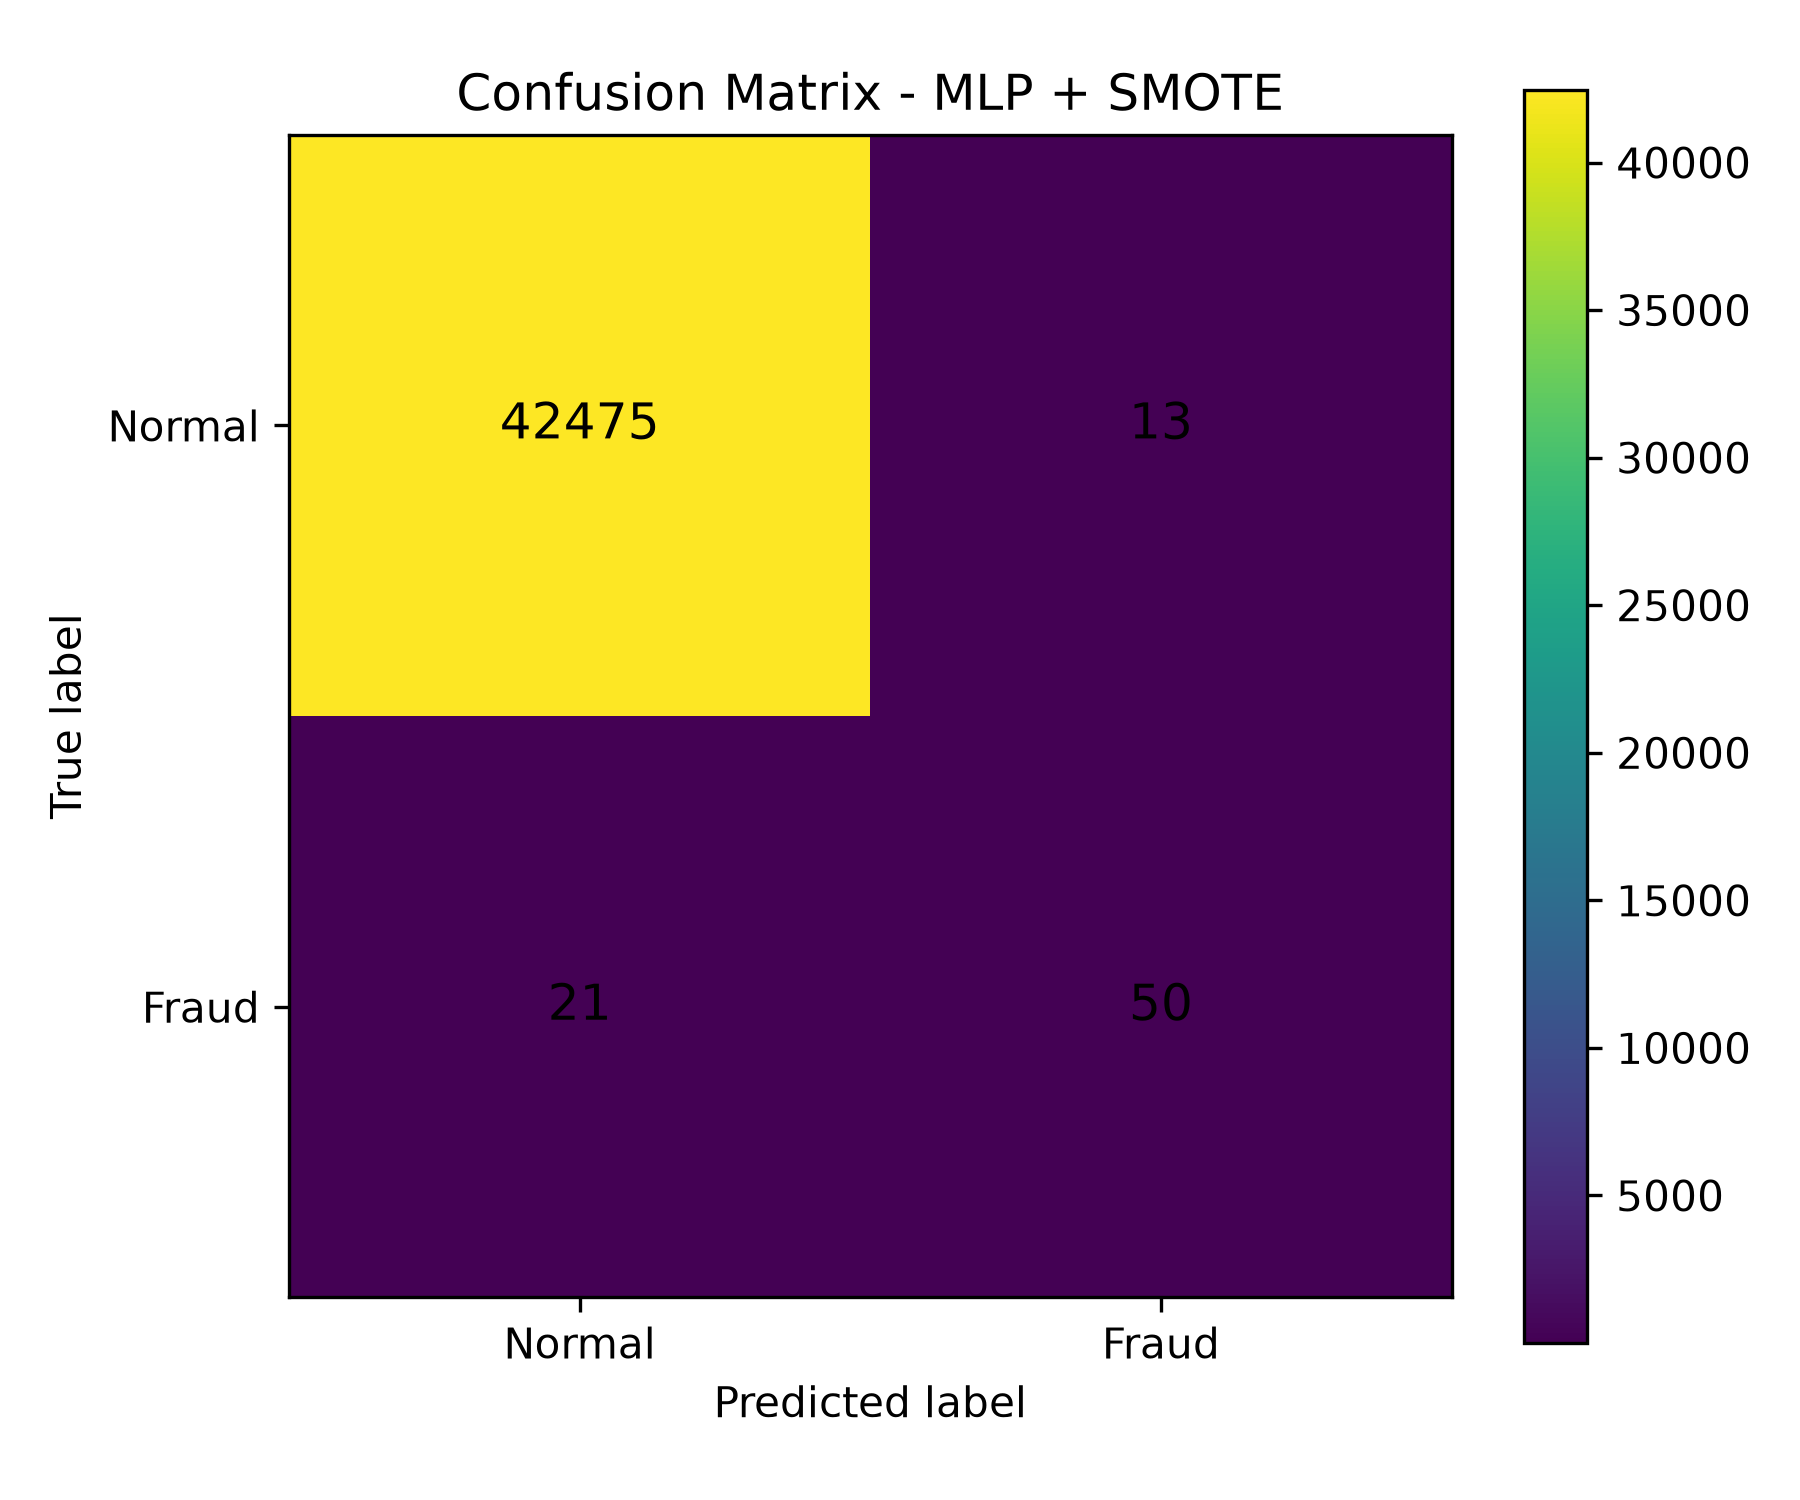 Confusion Matrix - MLP + SMOTE
40000
35000
30000
25000
20000
15000
10000
5000
True label
Normal
42475
13
Fraud
21
50
Normal
Fraud
Predicted label